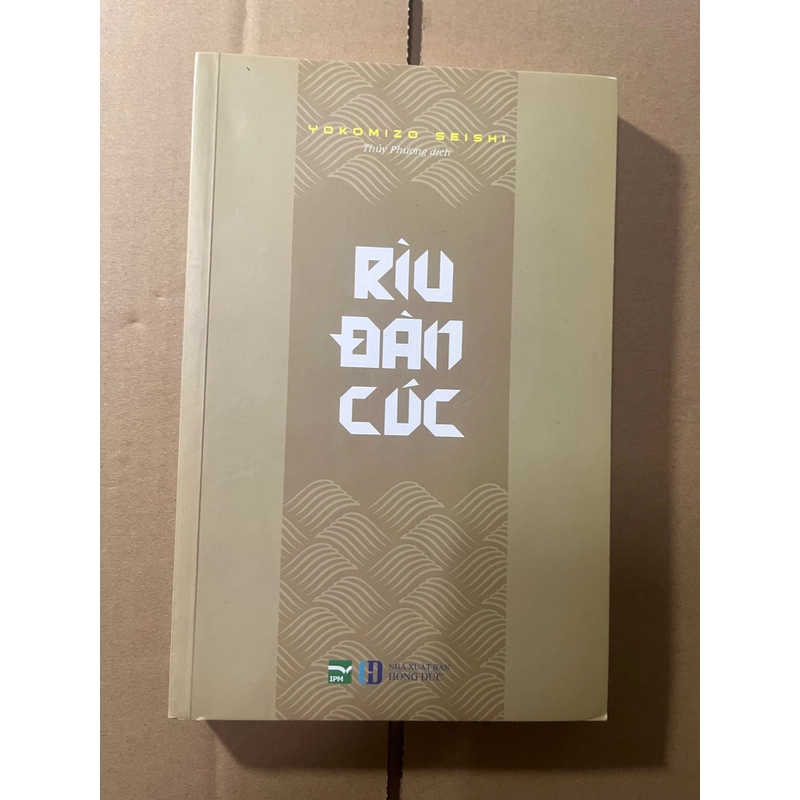 YOKOMIZO SEISHI
Thủy Phương dịch
RÌU
ĐÀN
CÚC
IPM
NHÀ XUẤT BẢN
HỒNG ĐỨC